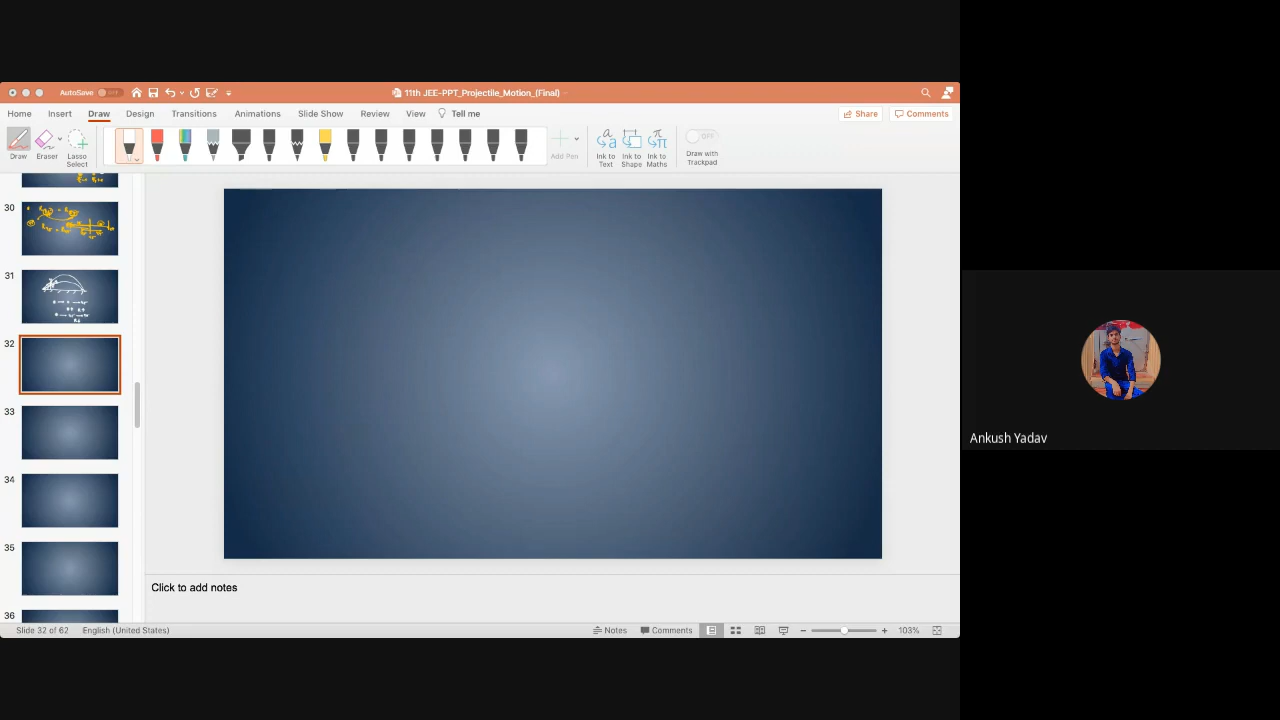 AutoSave OFF
11th JEE-PPT_Projectile_Motion_(Final)
Home Insert Draw Design Transitions Animations Slide Show Review View Tell me Share Comments
Draw Eraser Lasso Select Add Pen Ink to Text Ink to Shape Ink to Maths Draw with Trackpad OFF
30
31
32
33
34
35
36
Ankush Yadav
Click to add notes
Slide 32 of 62 English (United States) Notes Comments 103%